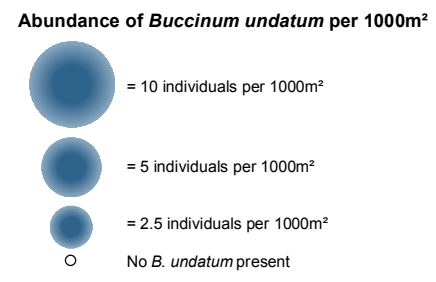 Abundance of Buccinum undatum per 1000m²
= 10 individuals per 1000m²
= 5 individuals per 1000m²
= 2.5 individuals per 1000m²
No B. undatum present